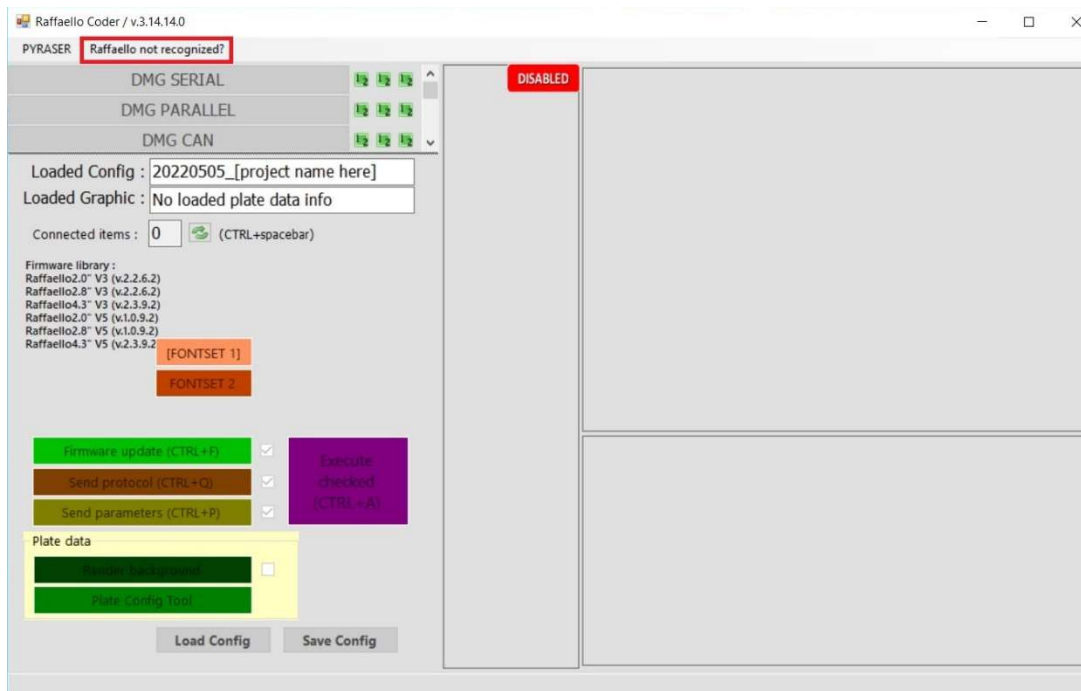 Raffaello Coder / v.3.14.14.0
PYRASER Raffaello not recognized?
DMG SERIAL
DMG PARALLEL
DMG CAN
DISABLED
Loaded Config : 20220505_[project name here]
Loaded Graphic : No loaded plate data info
Connected items : 0 (CTRL+spacebar)
Firmware library :
Raffaello2.0" V3 (v.2.2.6.2)
Raffaello2.8" V3 (v.2.2.6.2)
Raffaello4.3" V3 (v.2.3.9.2)
Raffaello2.0" V5 (v.1.0.9.2)
Raffaello2.8" V5 (v.1.0.9.2)
Raffaello4.3" V5 (v.2.3.9.2
[FONTSET 1]
FONTSET 2
Firmware update (CTRL+F)
Send protocol (CTRL+Q)
Send parameters (CTRL+P)
Execute
checked
(CTRL+A)
Plate data
Render background
Plate Config Tool
Load Config Save Config